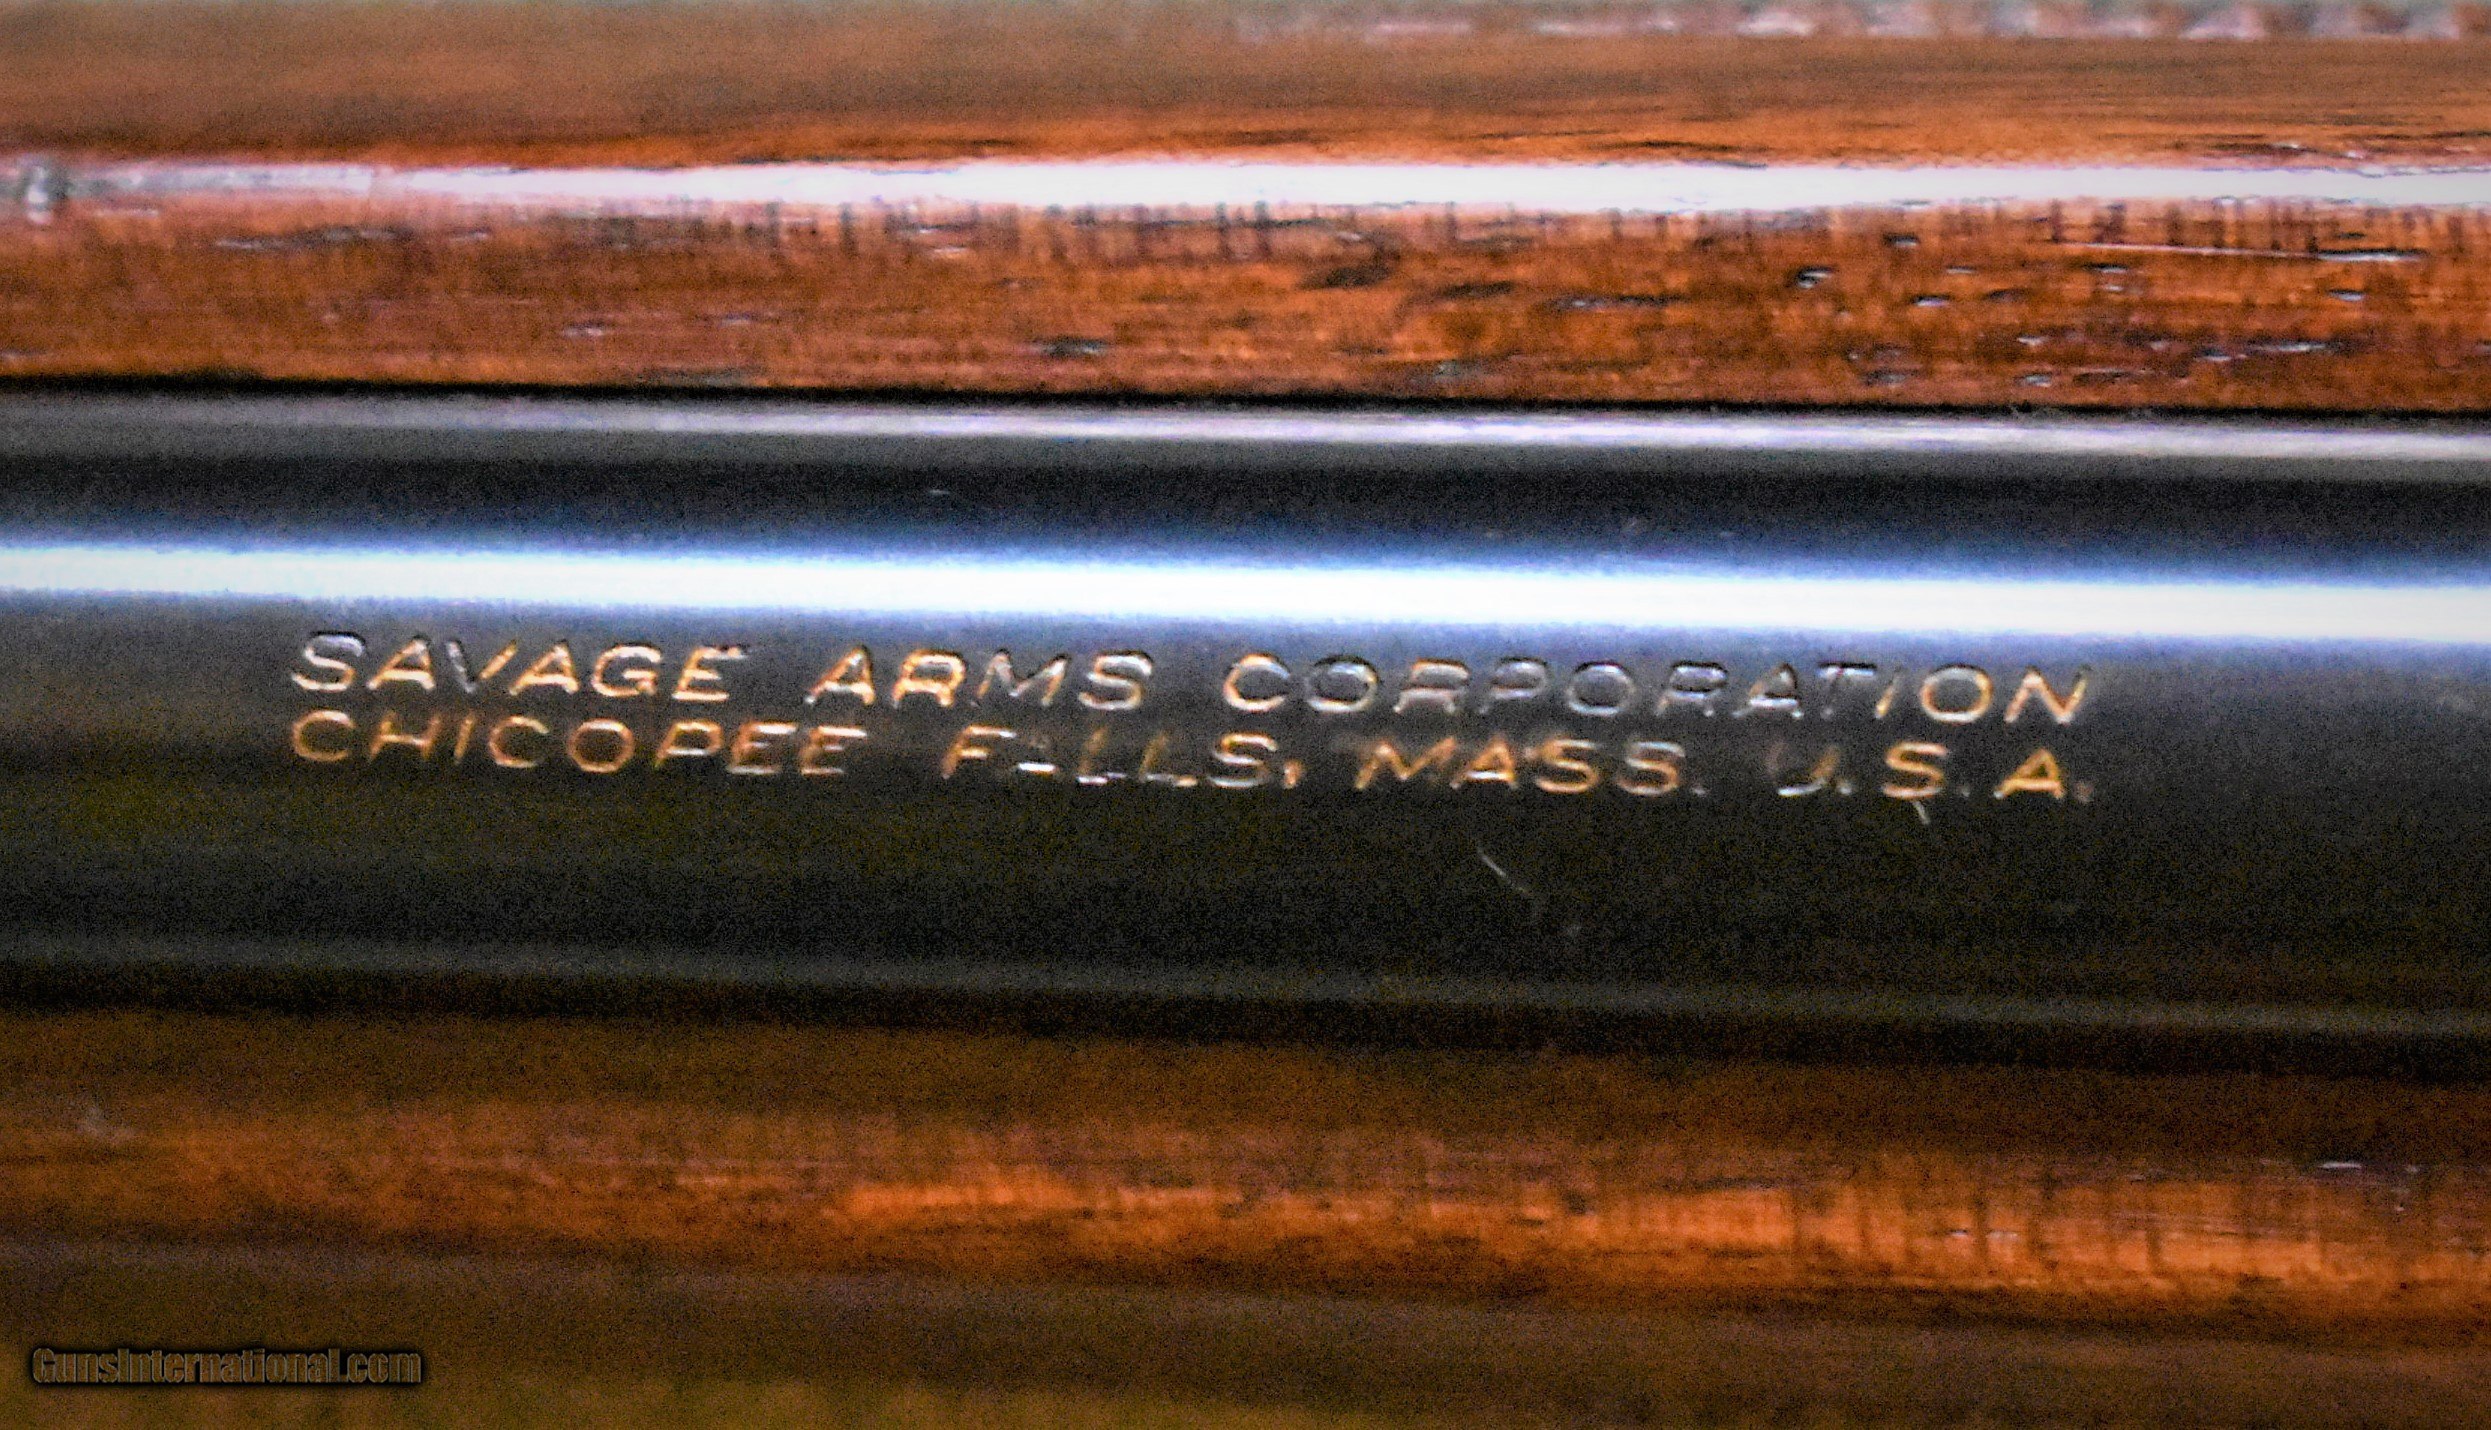 SAVAGE ARMS CORPORATION
CHICOPEE FALLS, MASS. U.S.A.
GunsInternational.com